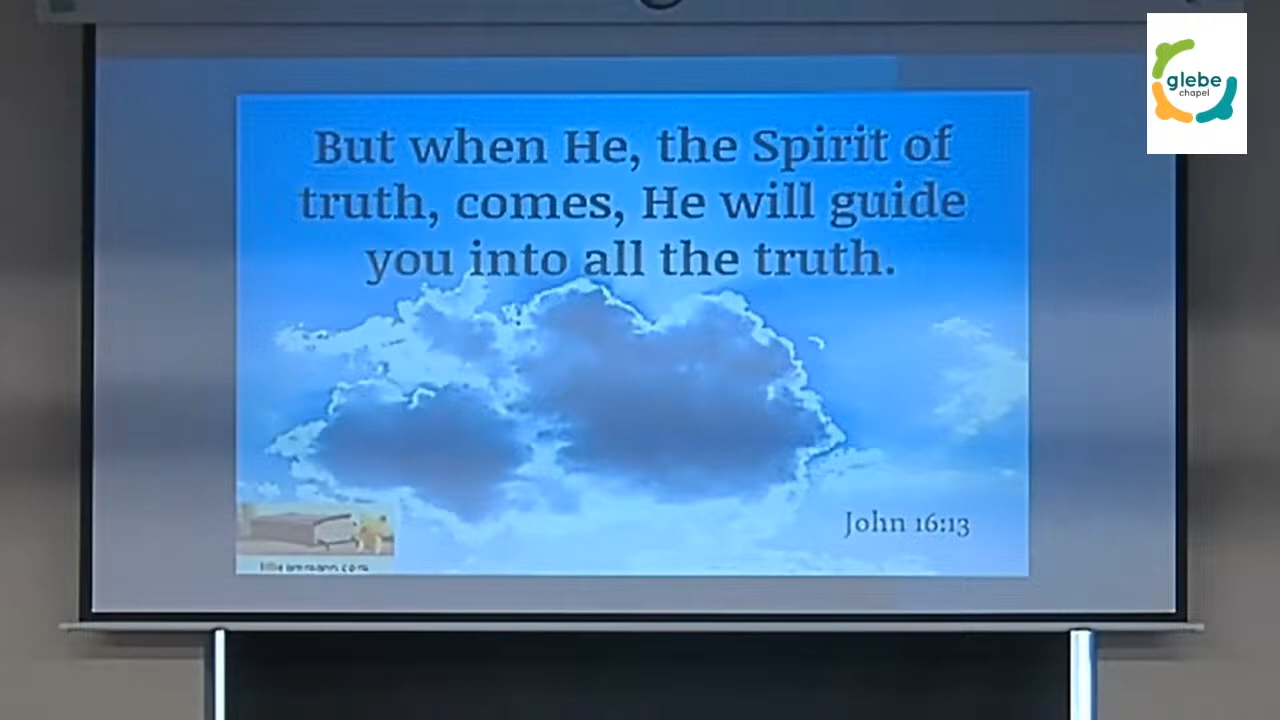 glebe
chapel
But when He, the Spirit of
truth, comes, He will guide
you into all the truth.
John 16:13